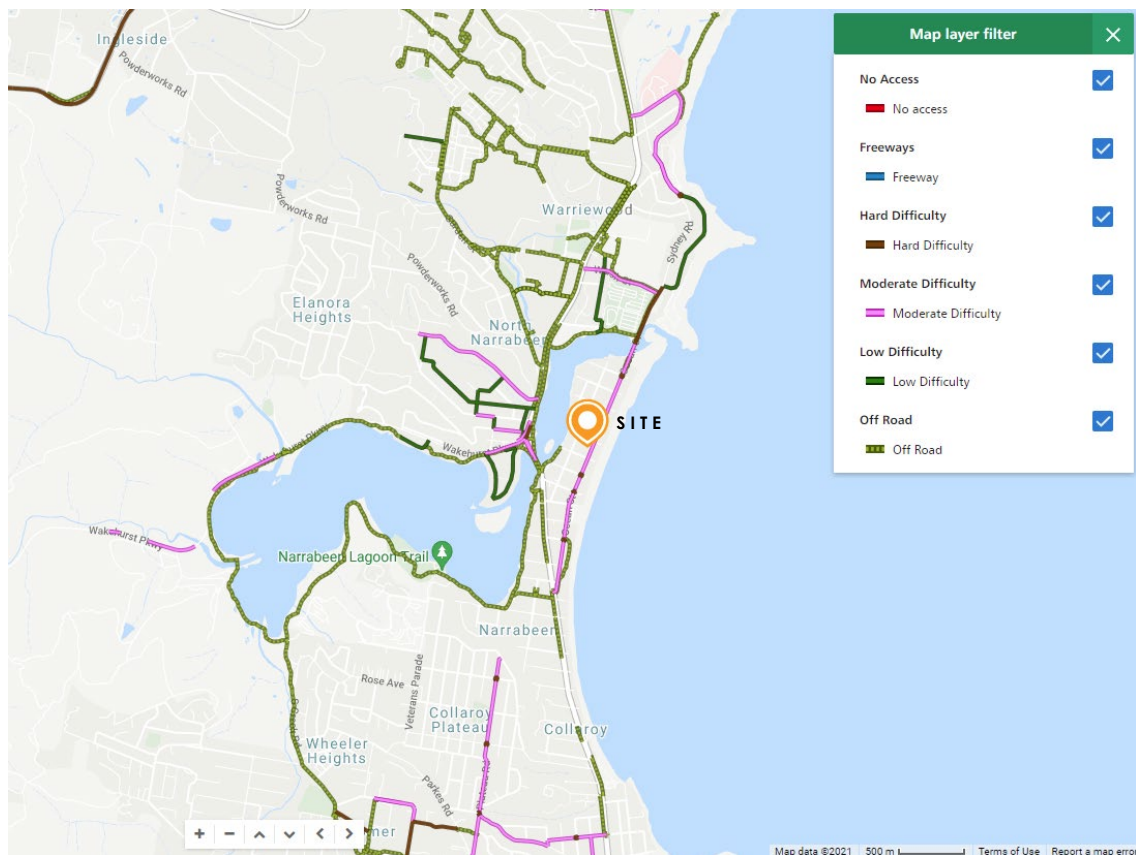 Ingleside
Powderworks Rd
Powderworks Rd
Warriewood
Sydney Rd
Powderworks Rd
Elanora
Heights
North
Narrabeen
SITE
Wakehurst
Wakehurst Pkwy
Narrabeen Lagoon Trail
Narrabeen
Rose Ave
Veterans Parade
Collaroy
Plateau
Collaroy
Wheeler
Heights
Parkes Rd
Map layer filter
No Access
No access
Freeways
Freeway
Hard Difficulty
Hard Difficulty
Moderate Difficulty
Moderate Difficulty
Low Difficulty
Low Difficulty
Off Road
Off Road
Map data ©2021 500 m Terms of Use Report a map error